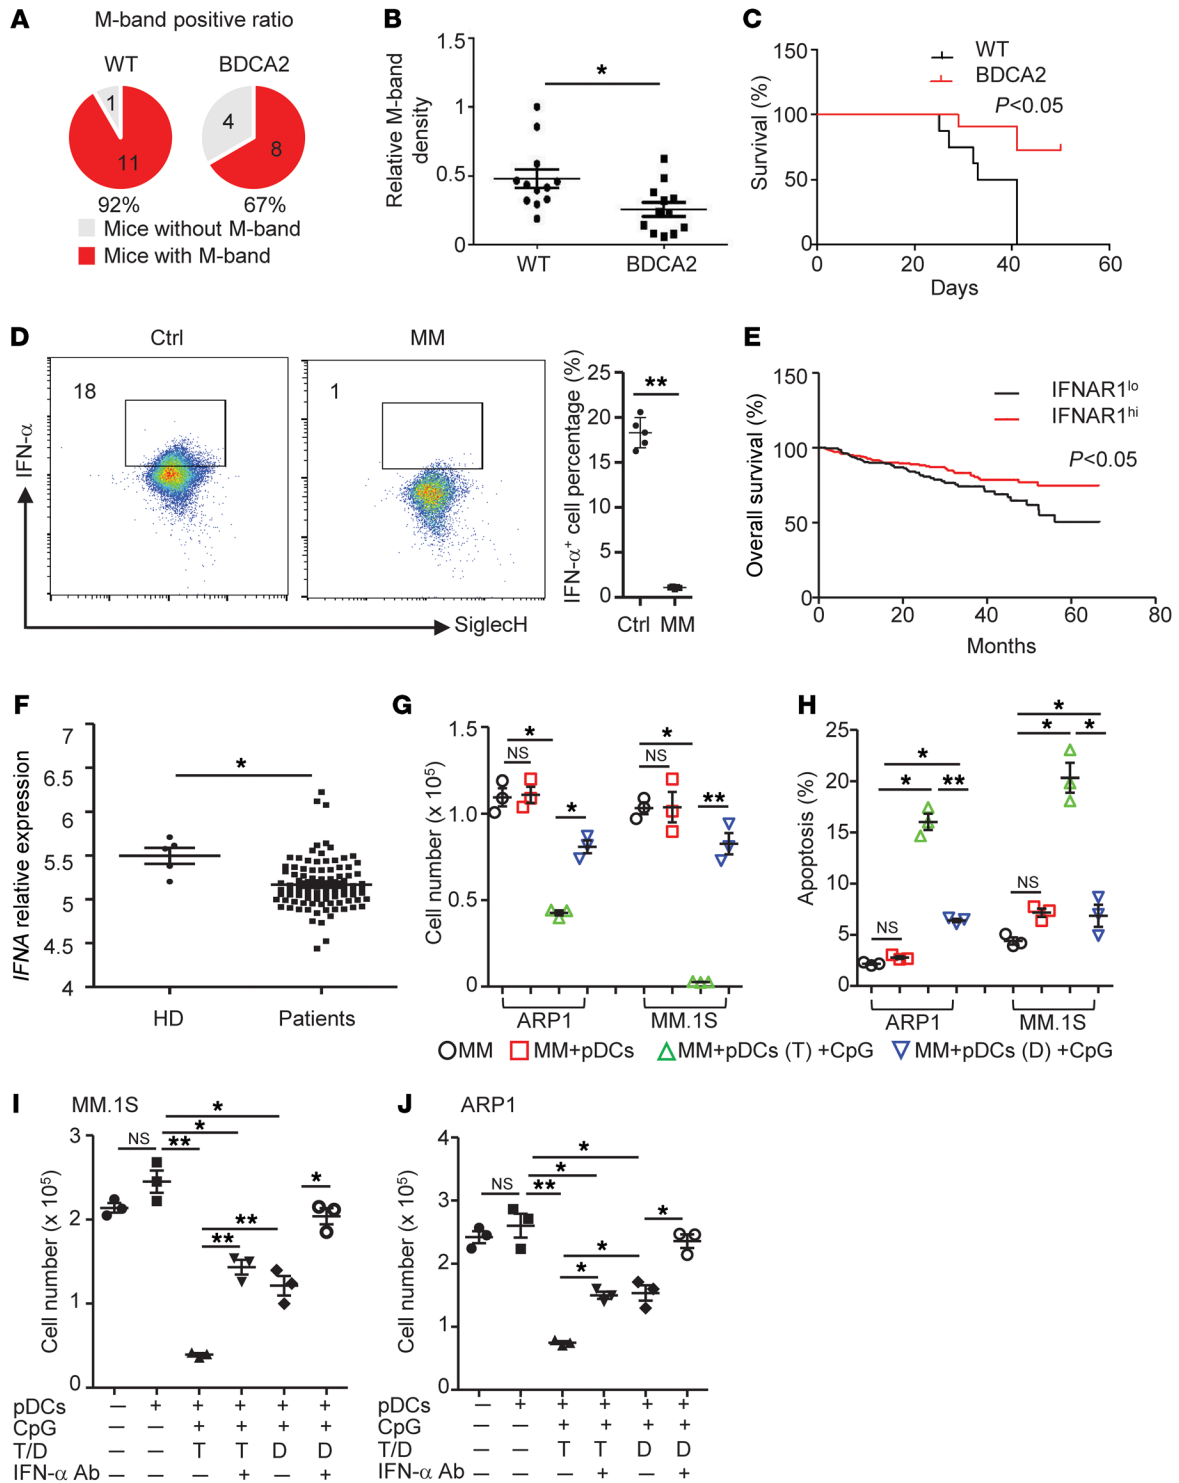 A
M-band positive ratio
WT
BDCA2
1
11
4
8
92%
67%
Mice without M-band
Mice with M-band
B
Relative M-band
density
1.5
1
0.5
0
*
WT
BDCA2
C
Survival (%)
150
100
50
0
WT
BDCA2
P<0.05
0
20
40
60
Days
D
Ctrl
MM
18
1
IFN-α
SiglecH
IFN-α+ cell percentage (%)
25
20
15
10
5
0
**
Ctrl
MM
E
Overall survival (%)
150
100
50
0
IFNAR1lo
IFNAR1hi
P<0.05
0
20
40
60
80
Months
F
IFNA relative expression
7
6.5
6
5.5
5
4.5
4
*
HD
Patients
G
Cell number (x 10⁵)
1.5
1.0
0.5
0
*
NS
*
*
NS
**
ARP1
MM.1S
H
Apoptosis (%)
25
20
15
10
5
0
*
*
**
NS
*
*
*
NS
ARP1
MM.1S
MM
MM+pDCs
MM+pDCs (T) +CpG
MM+pDCs (D) +CpG
I
MM.1S
Cell number (x 10⁵)
3
2
1
0
*
*
NS
**
*
**
**
pDCs — + + + + +
CpG — — + + + +
T/D — — T T D D
IFN-α Ab — — — + — +
J
ARP1
Cell number (x 10⁵)
4
3
2
1
0
*
*
NS
**
*
*
*
pDCs — + + + + +
CpG — — + + + +
T/D — — T T D D
IFN-α Ab — — — + — +